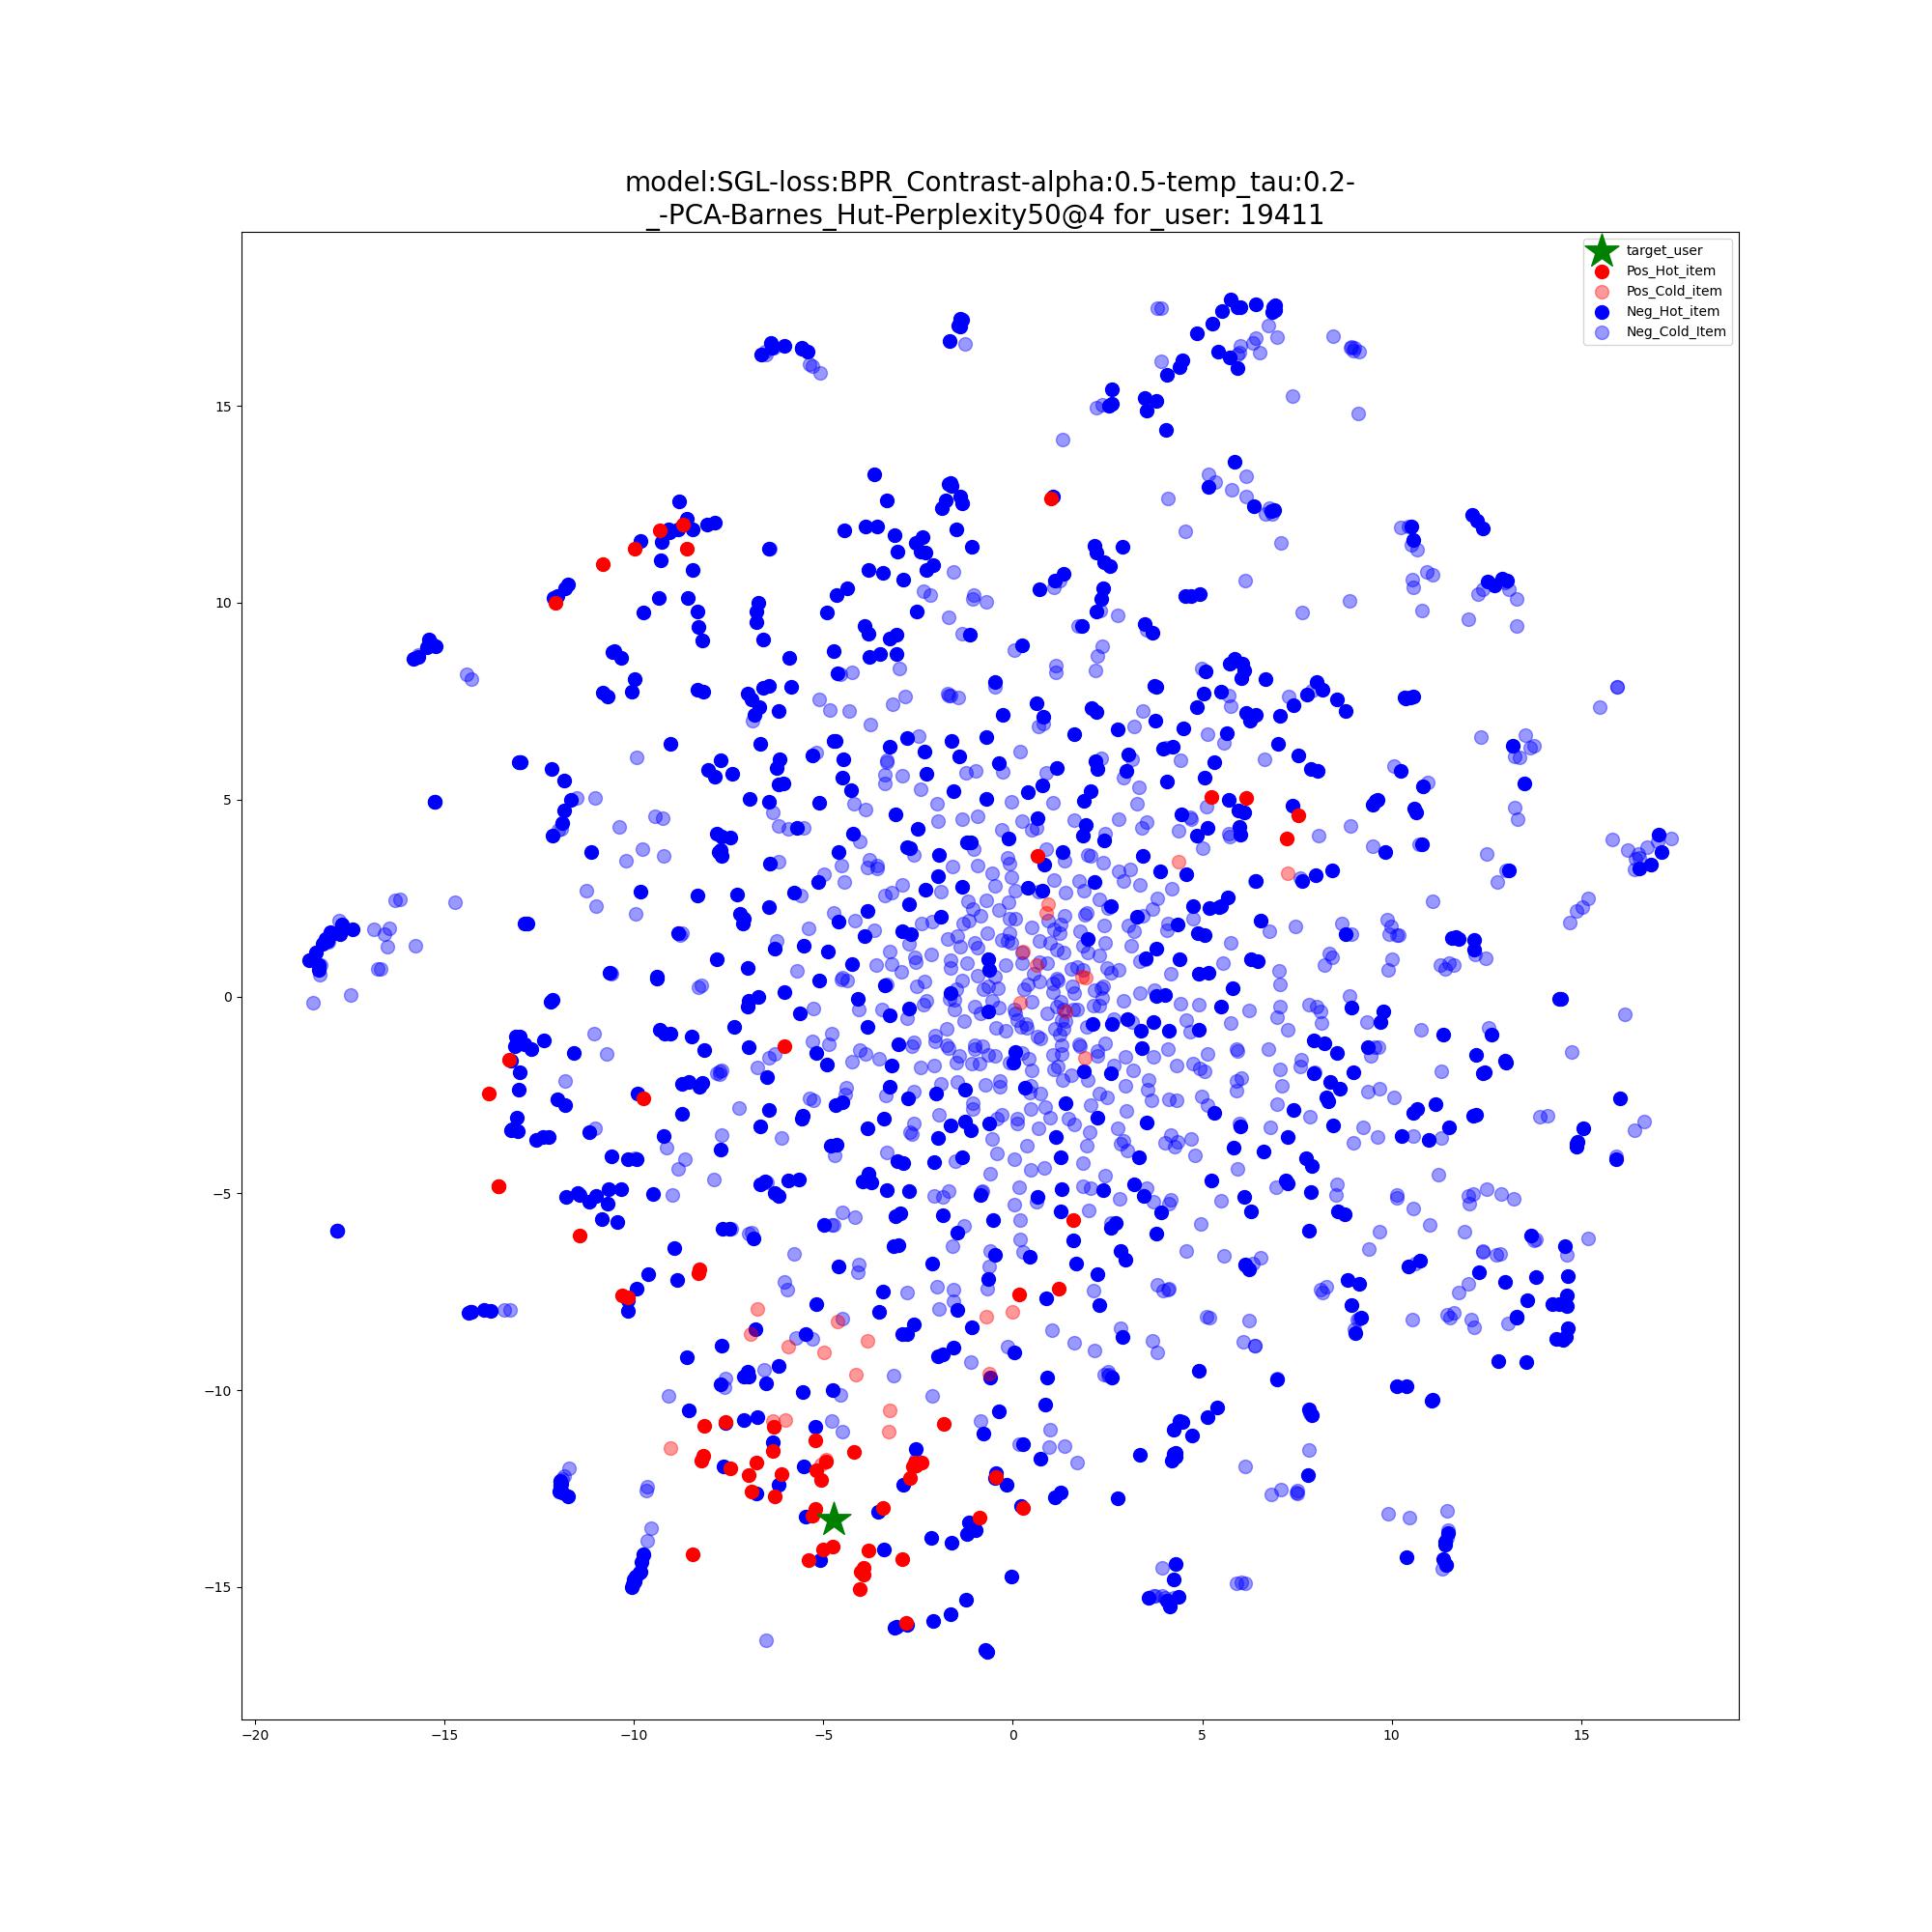 model:SGL-loss:BPR_Contrast-alpha:0.5-temp_tau:0.2-
_-PCA-Barnes_Hut-Perplexity50@4 for_user: 19411
target_user
Pos_Hot_item
Pos_Cold_item
Neg_Hot_item
Neg_Cold_Item
15
10
5
0
−5
−10
−15
−20 −15 −10 −5 0 5 10 15